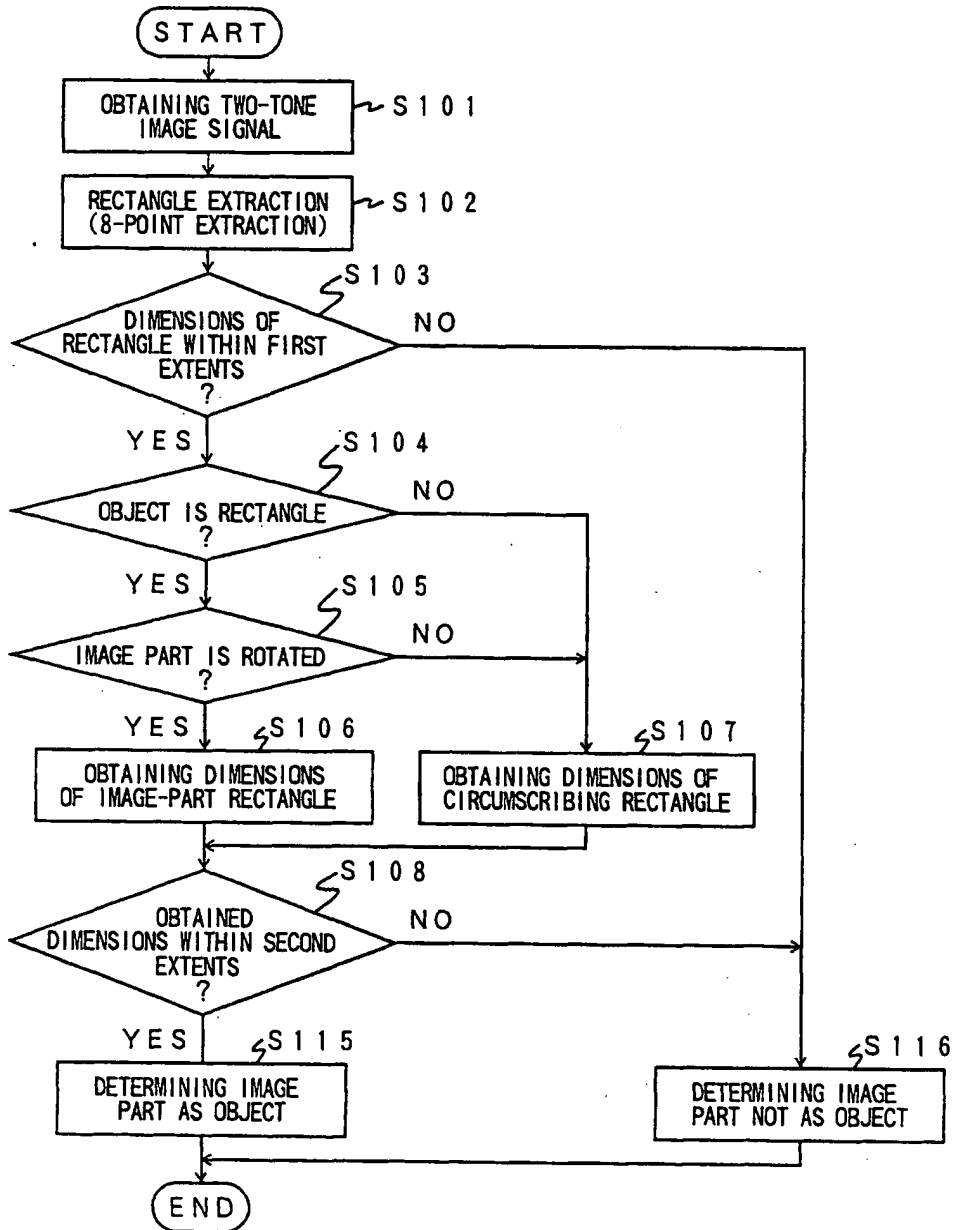 START
OBTAINING TWO-TONE
IMAGE SIGNAL
S101
RECTANGLE EXTRACTION
(8-POINT EXTRACTION)
S102
S103
DIMENSIONS OF
RECTANGLE WITHIN FIRST
EXTENTS
?
NO
YES
S104
OBJECT IS RECTANGLE
?
NO
YES
S105
IMAGE PART IS ROTATED
?
NO
YES
S106
OBTAINING DIMENSIONS
OF IMAGE-PART RECTANGLE
S107
OBTAINING DIMENSIONS OF
CIRCUMSCRIBING RECTANGLE
S108
OBTAINED
DIMENSIONS WITHIN SECOND
EXTENTS
?
NO
YES
S115
DETERMINING IMAGE
PART AS OBJECT
S116
DETERMINING IMAGE
PART NOT AS OBJECT
END